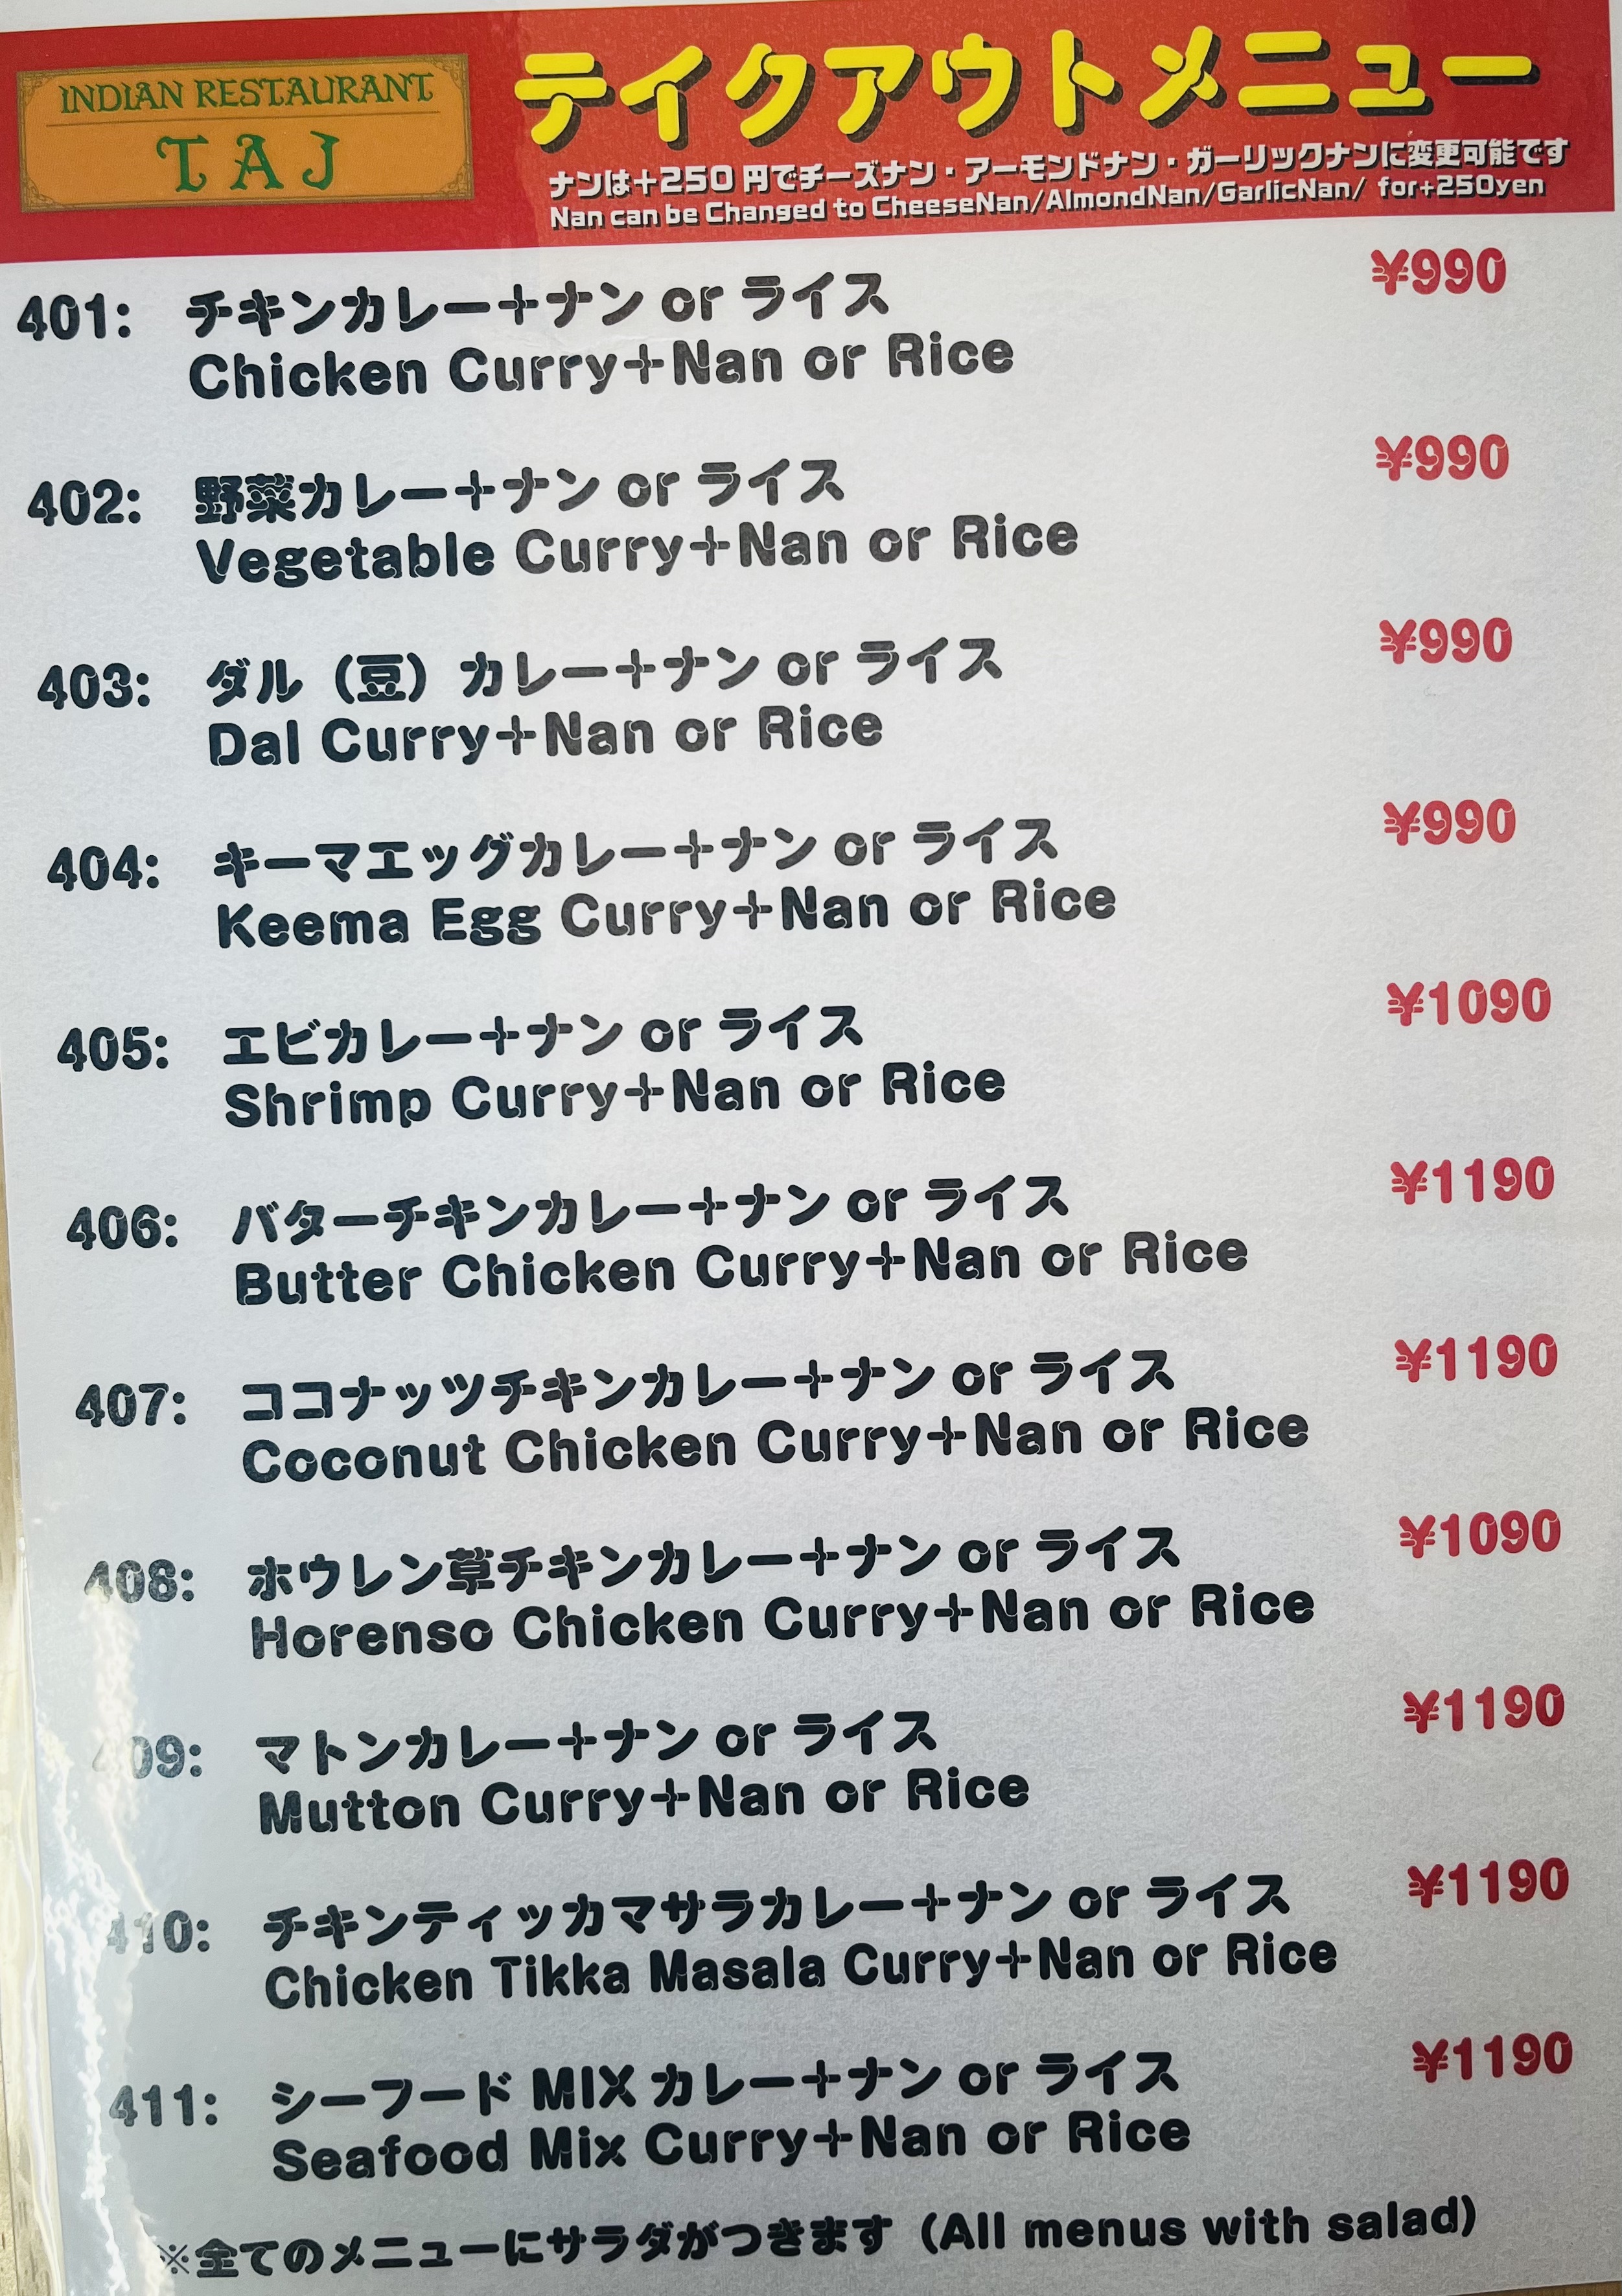 INDIAN RESTAURANT
TAJ
テイクアウトメニュー
ナンは+250円でチーズナン・アーモンドナン・ガーリックナンに変更可能です
Nan can be Changed to CheeseNan/AlmondNan/GarlicNan/ for+250yen
401: チキンカレー+ナン or ライス ¥990
Chicken Curry+Nan or Rice
402: 野菜カレー+ナン or ライス ¥990
Vegetable Curry+Nan or Rice
403: ダル（豆）カレー+ナン or ライス ¥990
Dal Curry+Nan or Rice
404: キーマエッグカレー+ナン or ライス ¥990
Keema Egg Curry+Nan or Rice
405: エビカレー+ナン or ライス ¥1090
Shrimp Curry+Nan or Rice
406: バターチキンカレー+ナン or ライス ¥1190
Butter Chicken Curry+Nan or Rice
407: ココナッツチキンカレー+ナン or ライス ¥1190
Coconut Chicken Curry+Nan or Rice
408: ホウレン草チキンカレー+ナン or ライス ¥1090
Horenso Chicken Curry+Nan or Rice
409: マトンカレー+ナン or ライス ¥1190
Mutton Curry+Nan or Rice
410: チキンティッカマサラカレー+ナン or ライス ¥1190
Chicken Tikka Masala Curry+Nan or Rice
411: シーフード MIX カレー+ナン or ライス ¥1190
Seafood Mix Curry+Nan or Rice
※全てのメニューにサラダがつきます（All menus with salad)